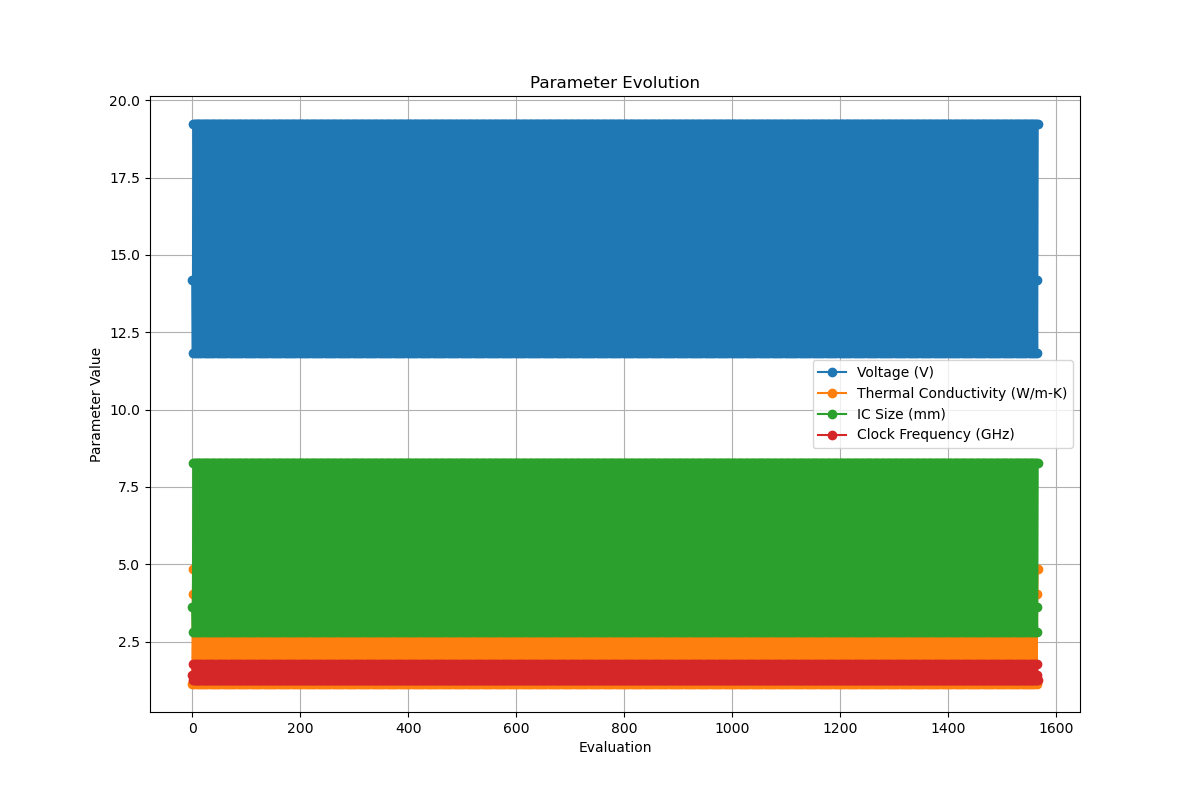 Parameter Evolution
20.0
17.5
15.0
12.5
10.0
7.5
5.0
2.5
Parameter Value
Voltage (V)
Thermal Conductivity (W/m-K)
IC Size (mm)
Clock Frequency (GHz)
0 200 400 600 800 1000 1200 1400 1600
Evaluation